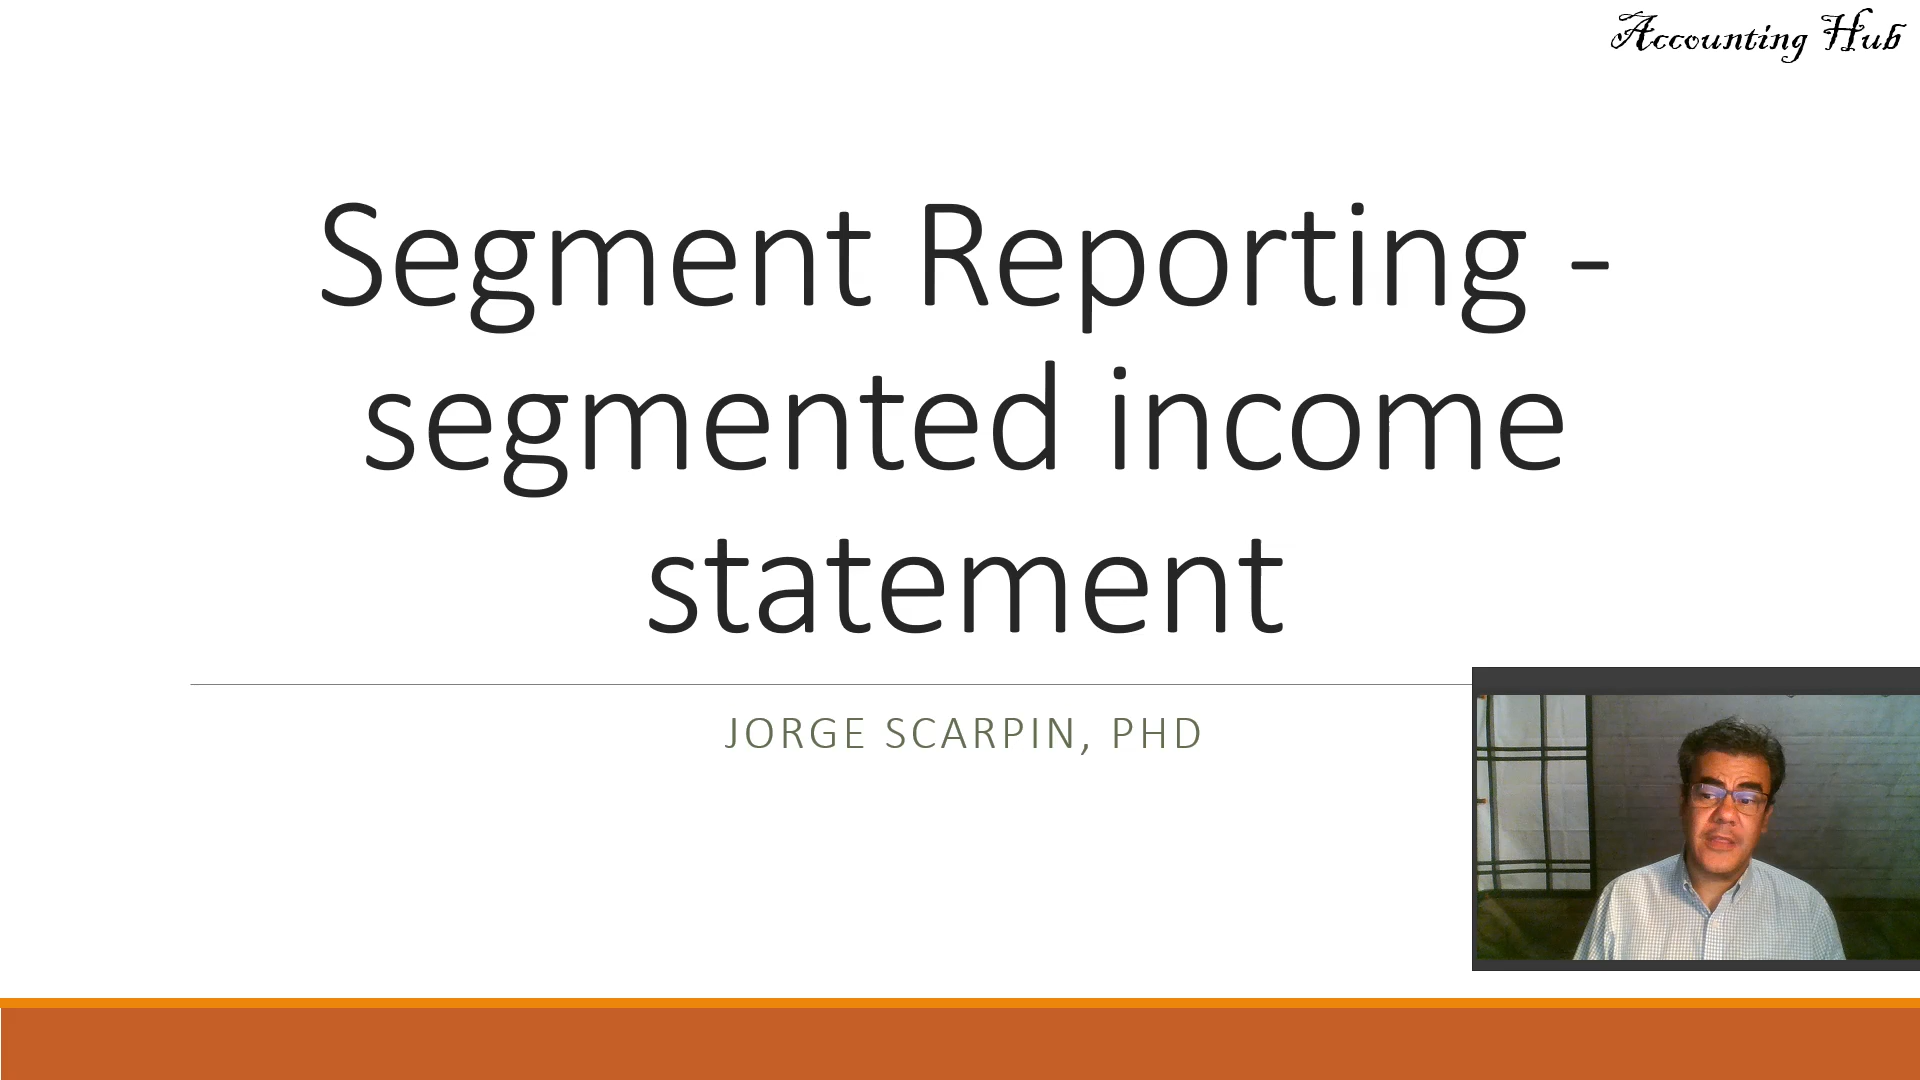 Accounting Hub
Segment Reporting -
segmented income
statement
JORGE SCARPIN, PHD